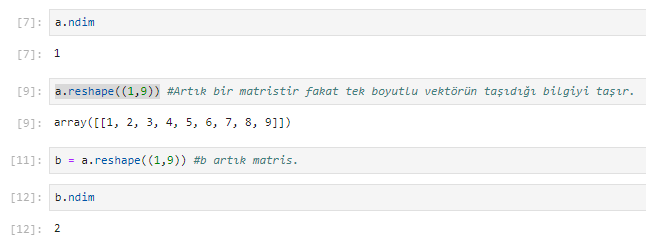 [7]: a.ndim
[7]: 1
[9]: a.reshape((1,9)) #Artık bir matristir fakat tek boyutlu vektörün taşıdığı bilgiyi taşır.
[9]: array([[1, 2, 3, 4, 5, 6, 7, 8, 9]])
[11]: b = a.reshape((1,9)) #b artık matris.
[12]: b.ndim
[12]: 2